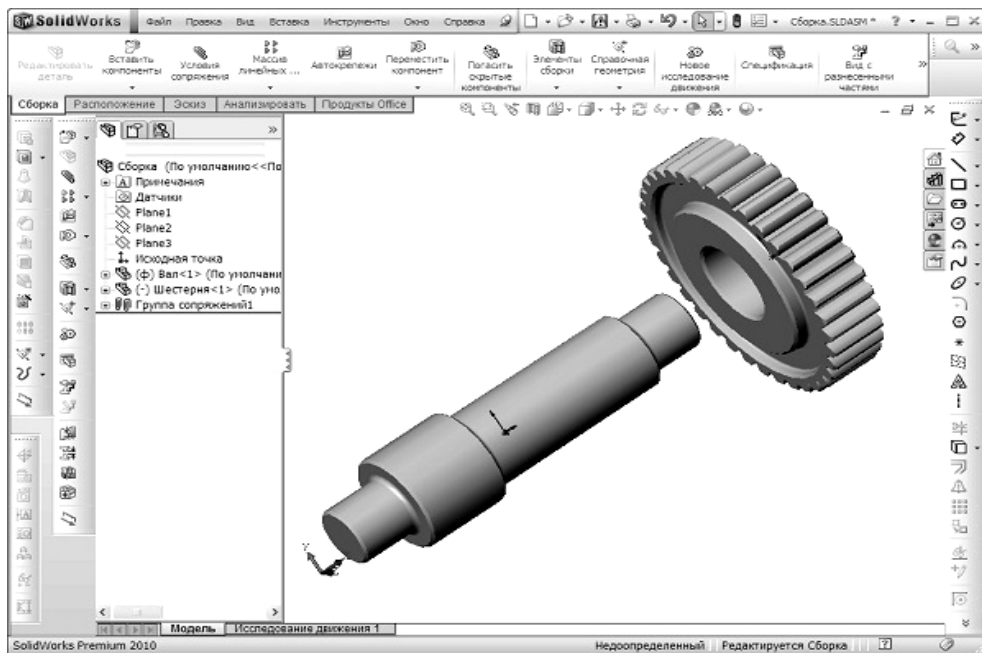 SolidWorks Файл Правка Вид Вставка Инструменты Окно Справка Сборка.SLDASM * ?
Редактировать деталь
Вставить компоненты
Условия сопряжения
Массив линейных ...
Автокрепежи
Переместить компонент
Погасить скрытые компоненты
Элементы сборки
Справочная геометрия
Новое исследование движения
Спецификация
Вид с разнесенными частями
Сборка Расположение Эскиз Анализировать Продукты Office
Сборка (По умолчанию<<По
Примечания
Датчики
Plane1
Plane2
Plane3
Исходная точка
(ф) Вал<1> (По умолчани
(-) Шестерня<1> (По умо
Группа сопряжений1
Модель Исследование движения 1
SolidWorks Premium 2010 Недоопределенный Редактируется Сборка